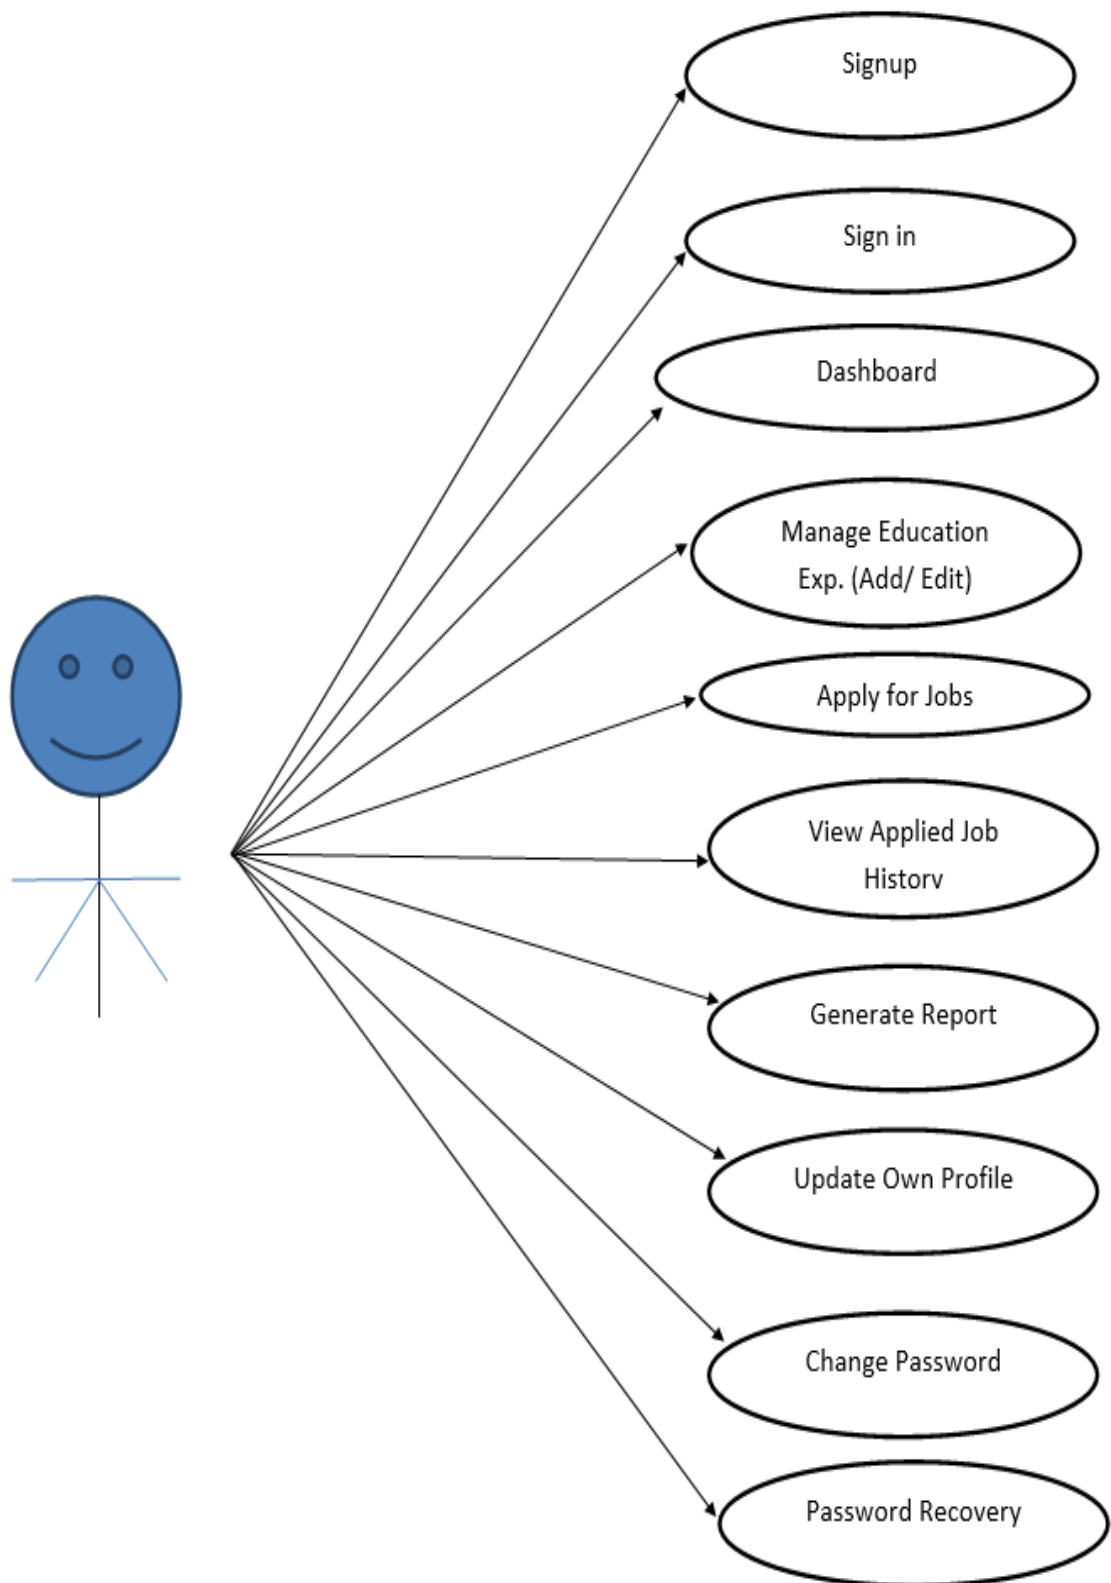 Signup
Sign in
Dashboard
Manage Education
Exp. (Add/ Edit)
Apply for Jobs
View Applied Job
History
Generate Report
Update Own Profile
Change Password
Password Recovery